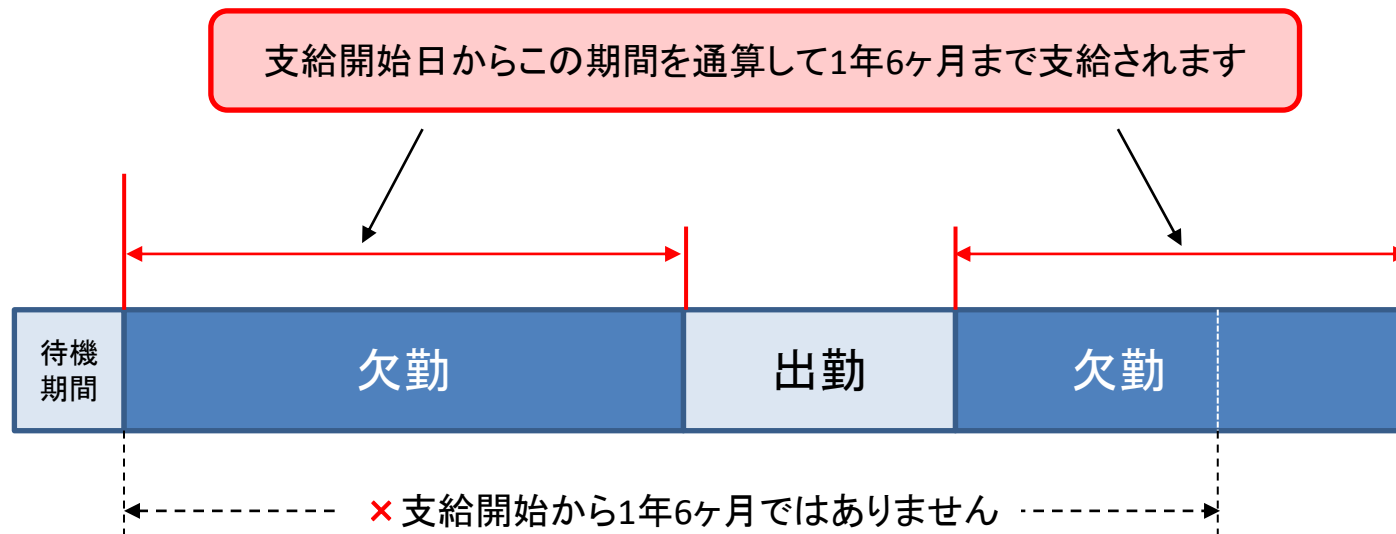 支給開始日からこの期間を通算して1年6ヶ月まで支給されます
待機
期間
欠勤
出勤
欠勤
×支給開始から1年6ヶ月ではありません